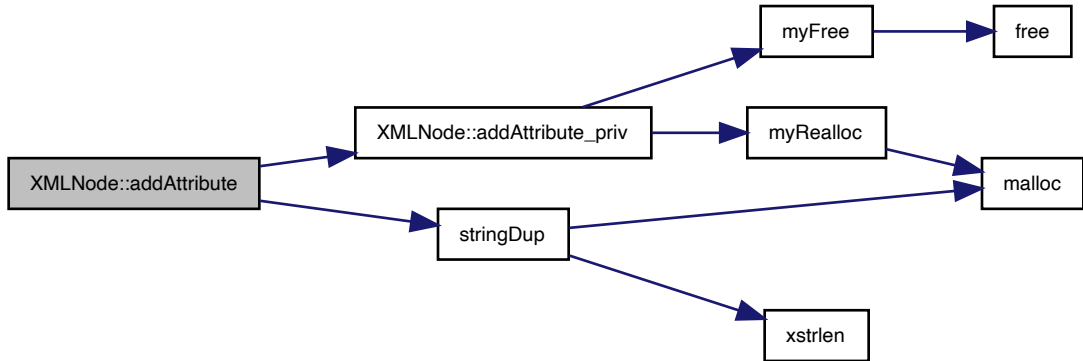 XMLNode::addAttribute
XMLNode::addAttribute_priv
stringDup
myFree
myRealloc
xstrlen
free
malloc